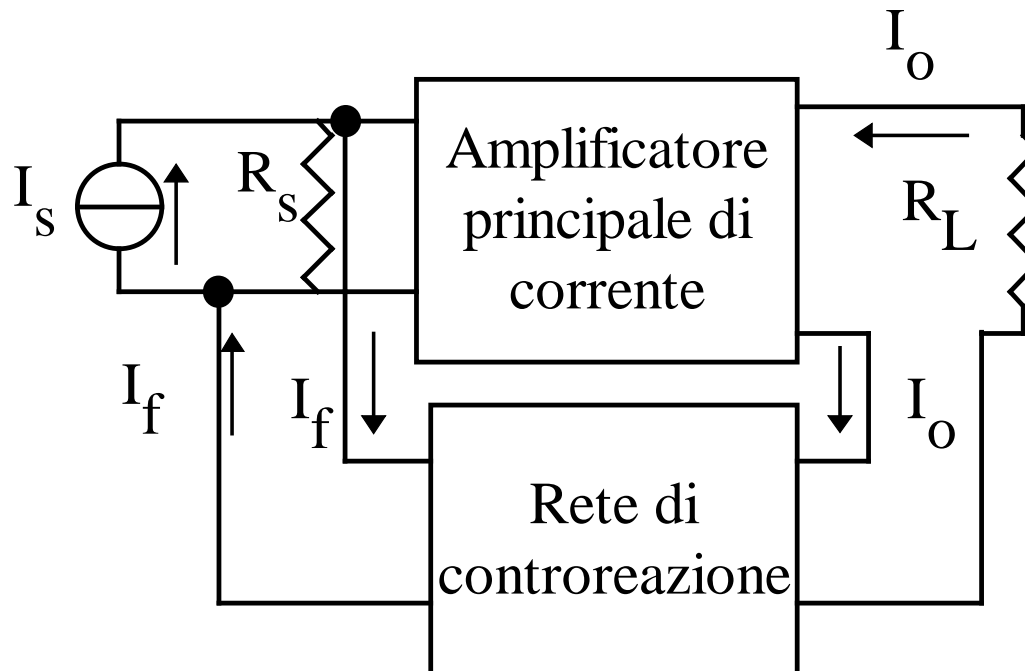 I_o
Amplificatore
principale di
corrente
I_s
R_s
R_L
I_f
I_f
I_o
Rete di
controreazione